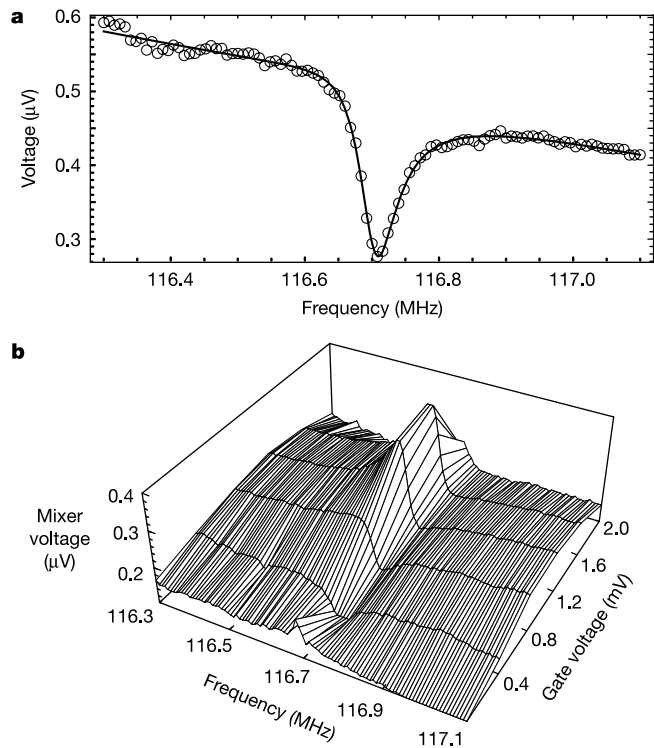 a
0.6
0.5
0.4
0.3
Voltage (μV)
116.4 116.6 116.8 117.0
Frequency (MHz)
b
0.4
0.3
0.2
Mixer
voltage
(μV)
116.3 116.5 116.7 116.9 117.1
Frequency (MHz)
2.0
1.6
1.2
0.8
0.4
Gate voltage (mV)